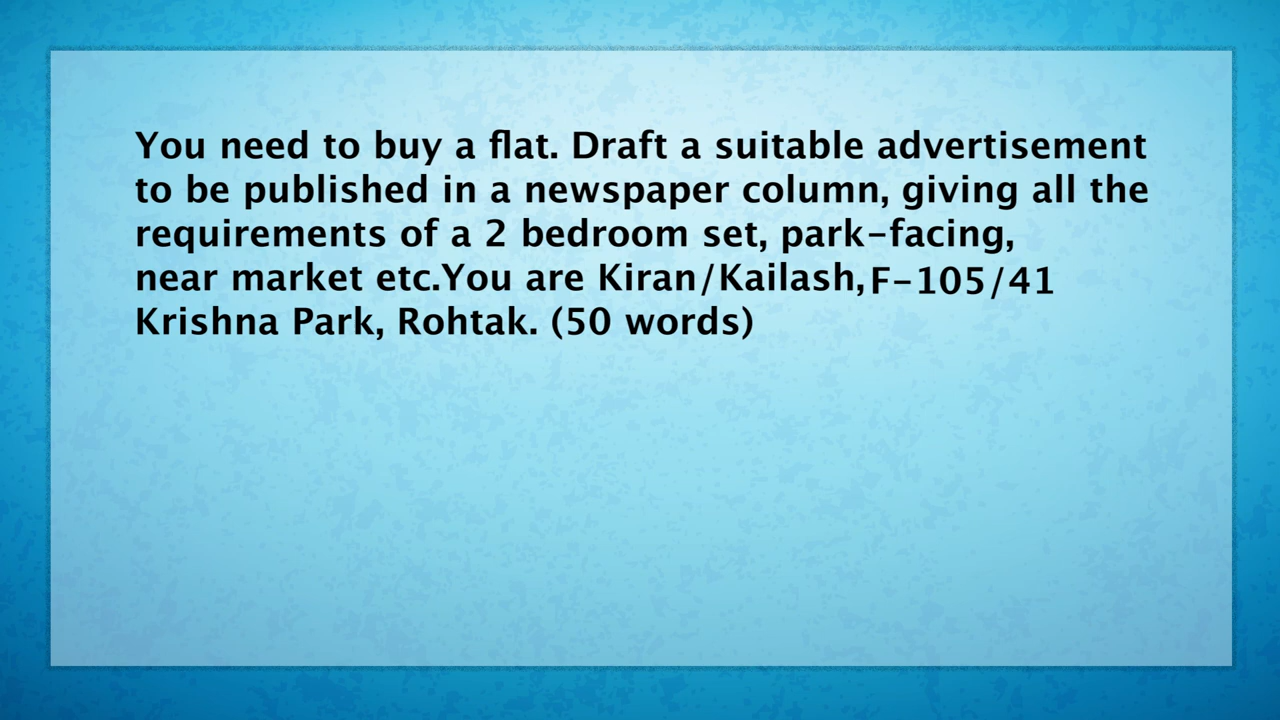 You need to buy a flat. Draft a suitable advertisement
to be published in a newspaper column, giving all the
requirements of a 2 bedroom set, park-facing,
near market etc.You are Kiran/Kailash,F-105/41
Krishna Park, Rohtak. (50 words)